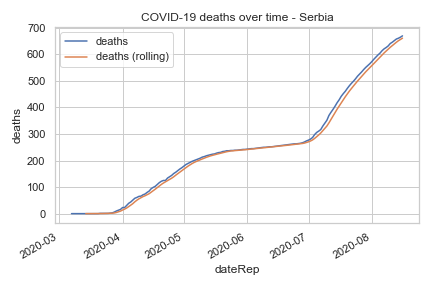 COVID-19 deaths over time - Serbia
deaths
deaths (rolling)
700
600
500
400
300
200
100
0
deaths
2020-03
2020-04
2020-05
2020-06
2020-07
2020-08
dateRep